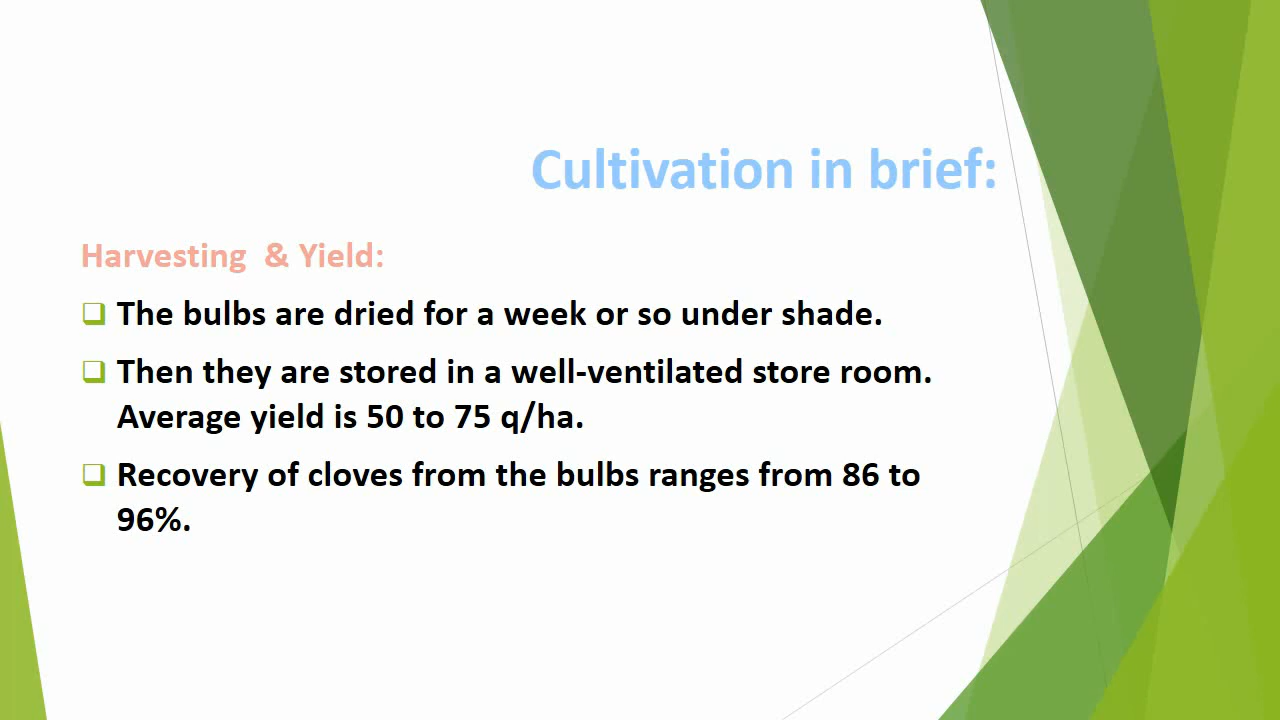 Cultivation in brief:
Harvesting & Yield:
The bulbs are dried for a week or so under shade.
Then they are stored in a well-ventilated store room.
Average yield is 50 to 75 q/ha.
Recovery of cloves from the bulbs ranges from 86 to
96%.